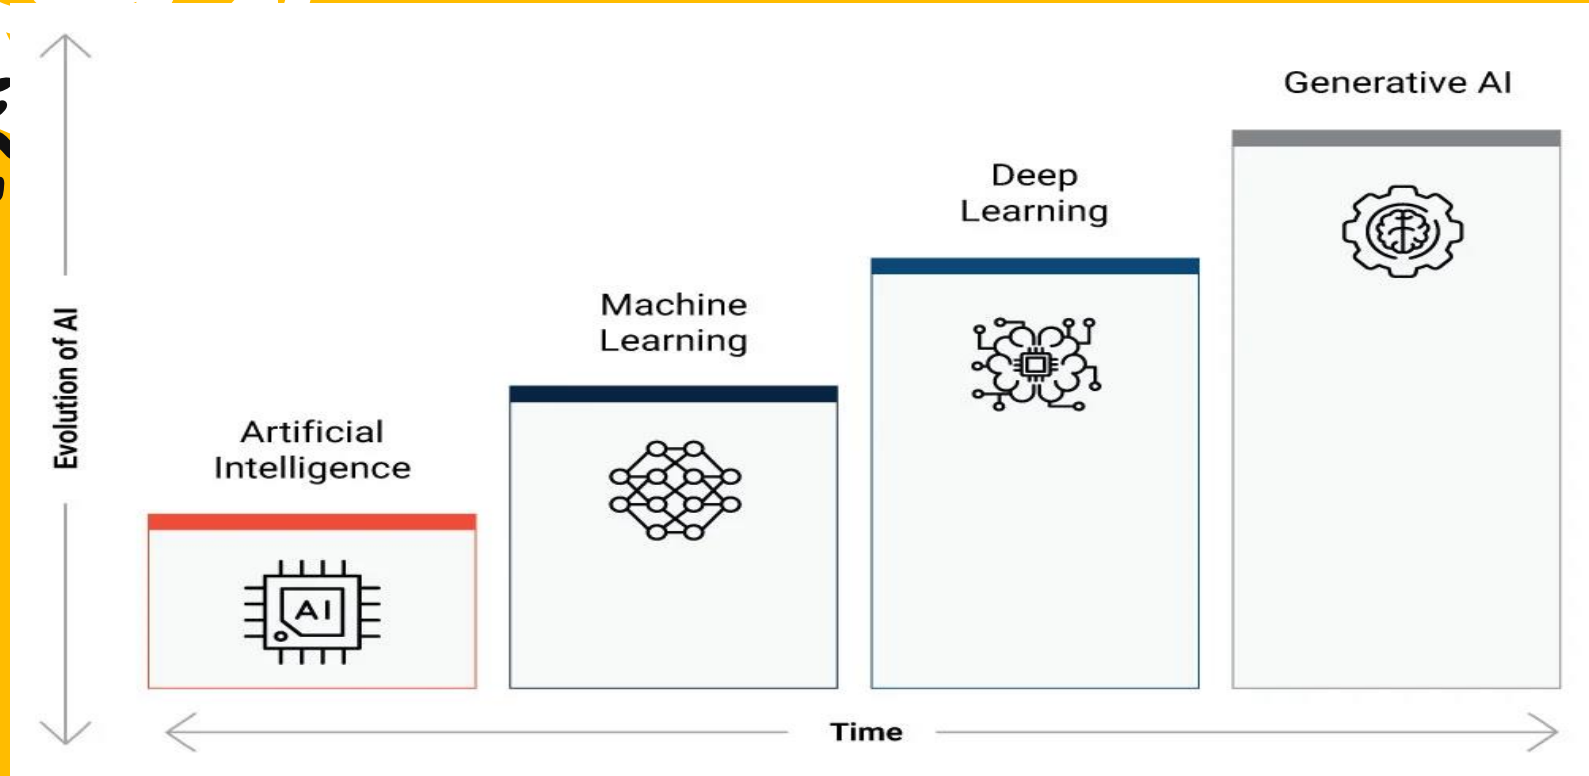 Generative AI
Deep
Learning
Machine
Learning
Artificial
Intelligence
AI
Evolution of AI
Time